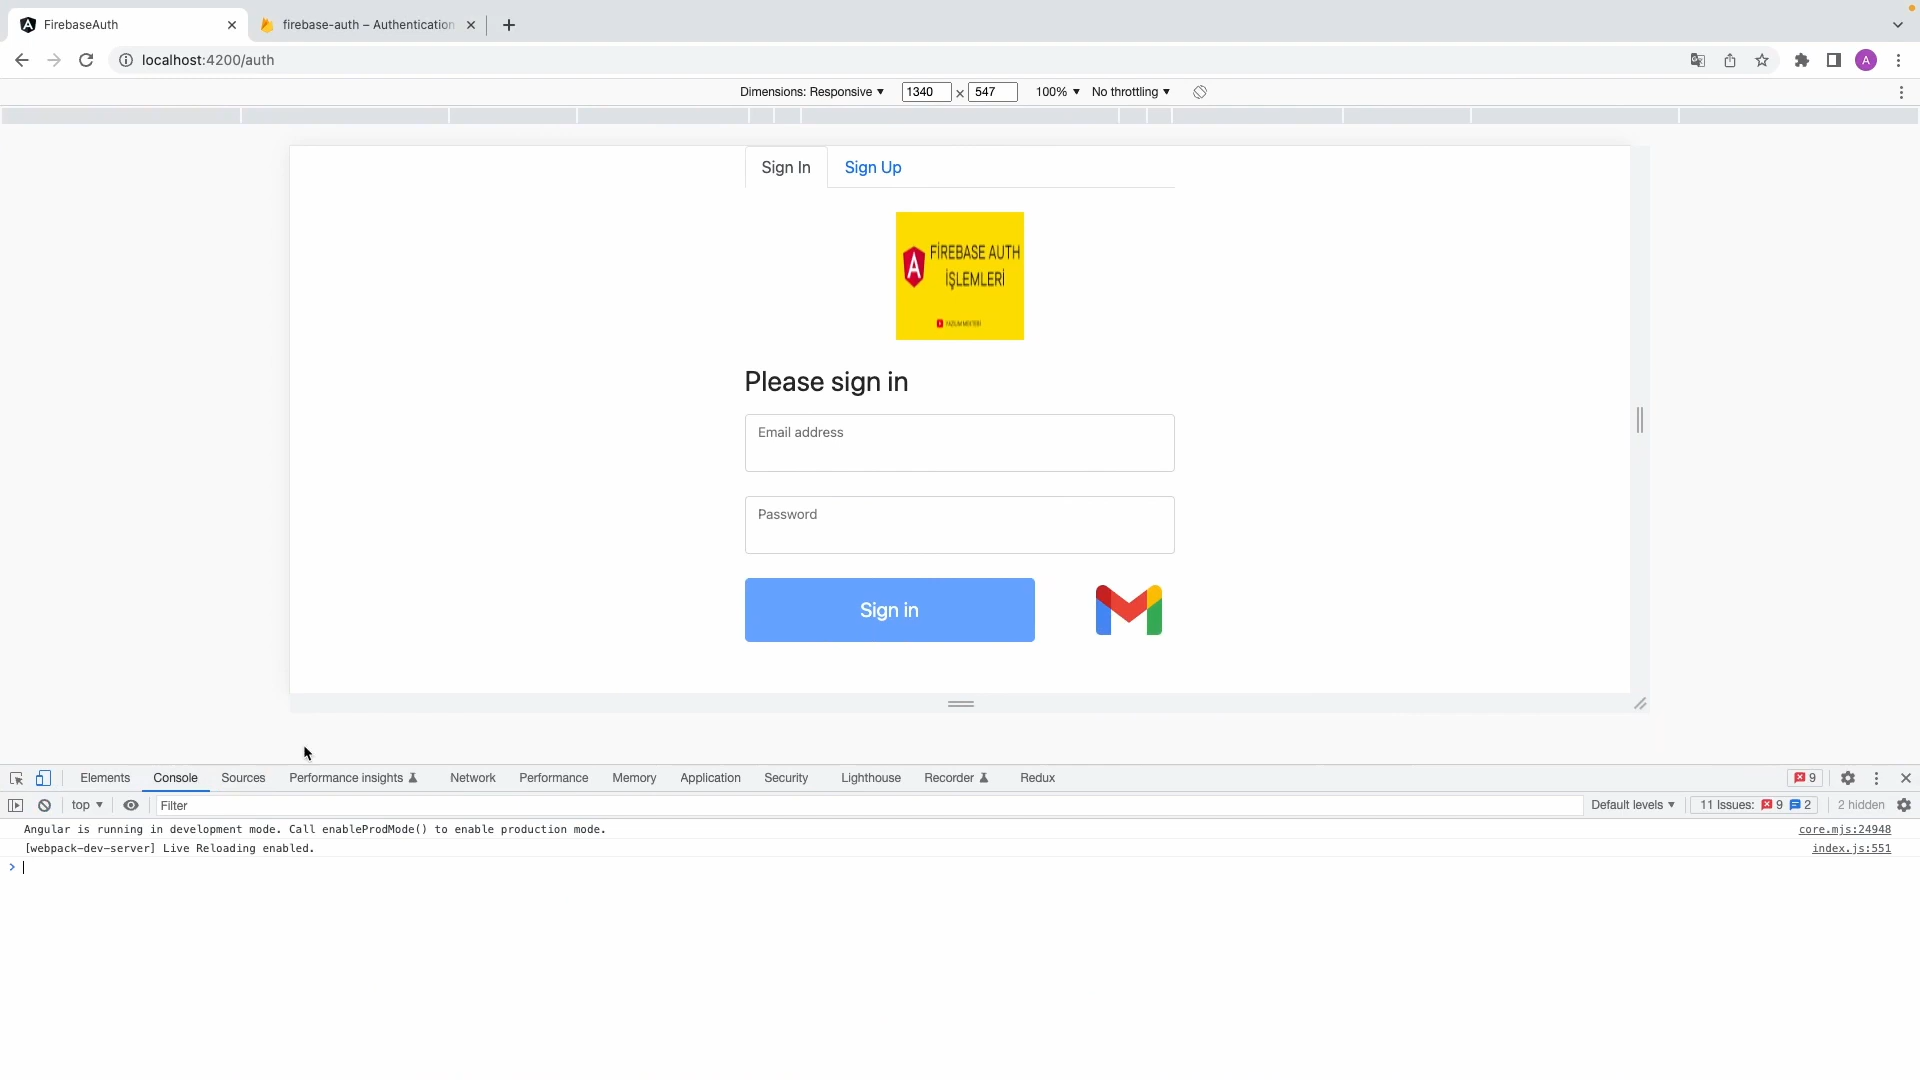 FirebaseAuth
firebase-auth – Authentication
localhost:4200/auth
A
Dimensions: Responsive 1340 × 547 100% No throttling
Sign In Sign Up
FİREBASE AUTH
İŞLEMLERİ
Please sign in
Email address
Password
Sign in
Elements Console Sources Performance insights Network Performance Memory Application Security Lighthouse Recorder Redux 9
top Filter Default levels 11 Issues: 9 2 2 hidden
Angular is running in development mode. Call enableProdMode() to enable production mode. core.mjs:24948
[webpack-dev-server] Live Reloading enabled. index.js:551